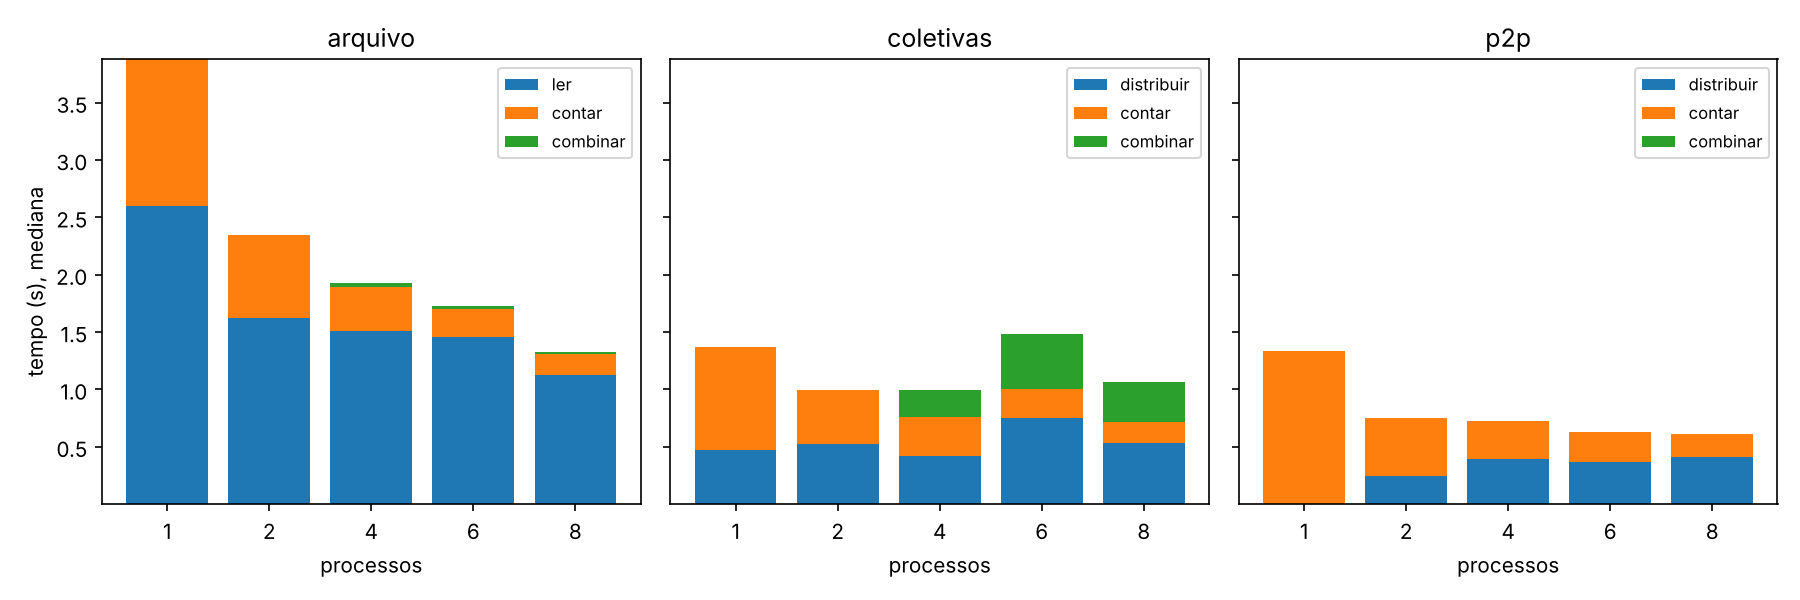 arquivo
coletivas
p2p
ler
contar
combinar
distribuir
contar
combinar
distribuir
contar
combinar
3.5
3.0
2.5
2.0
1.5
1.0
0.5
tempo (s), mediana
1 2 4 6 8
1 2 4 6 8
1 2 4 6 8
processos
processos
processos